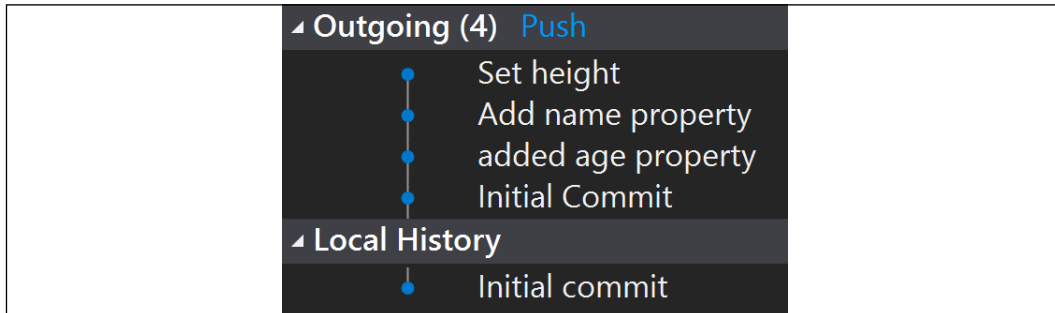 Outgoing (4) Push
Set height
Add name property
added age property
Initial Commit
Local History
Initial commit